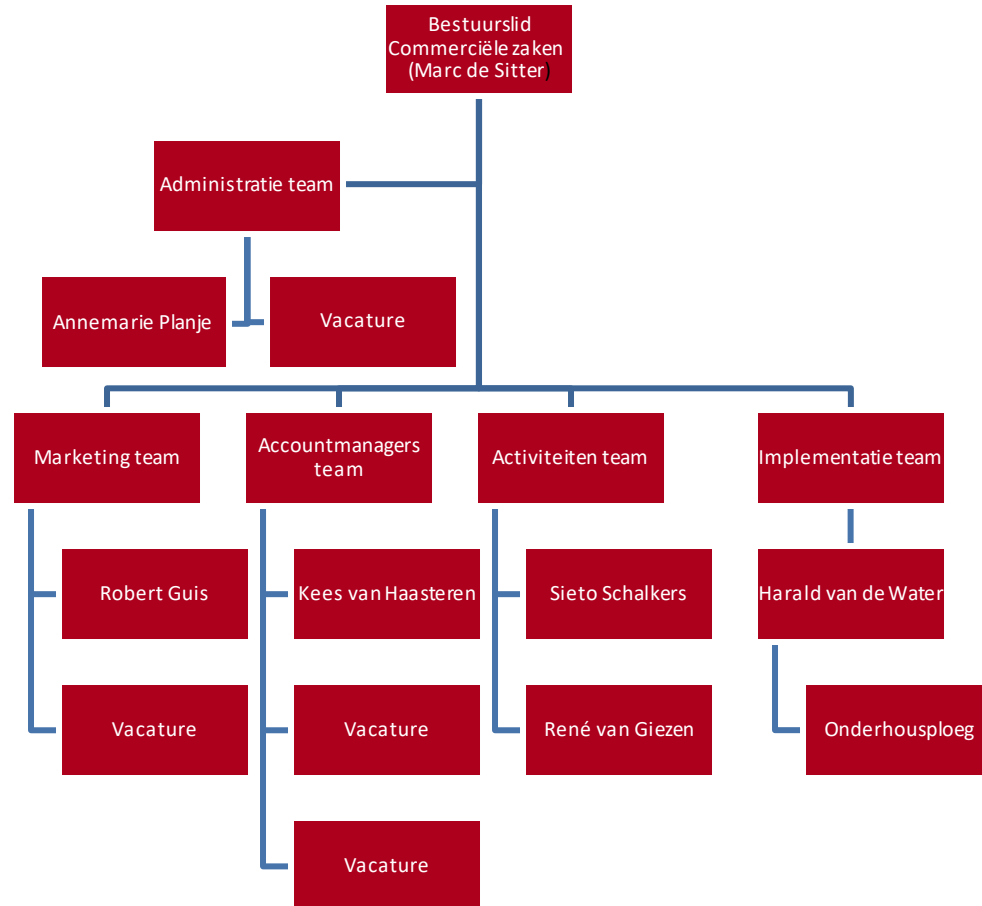 Bestuurslid
Commerciële zaken
(Marc de Sitter)
Administratie team
Annemarie Planje
Vacature
Marketing team
Accountmanagers
team
Activiteiten team
Implementatie team
Robert Guis
Kees van Haasteren
Sieto Schalkers
Harald van de Water
Vacature
Vacature
René van Giezen
Onderhousploeg
Vacature